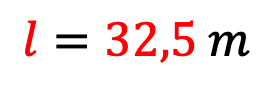 l = 32,5 m